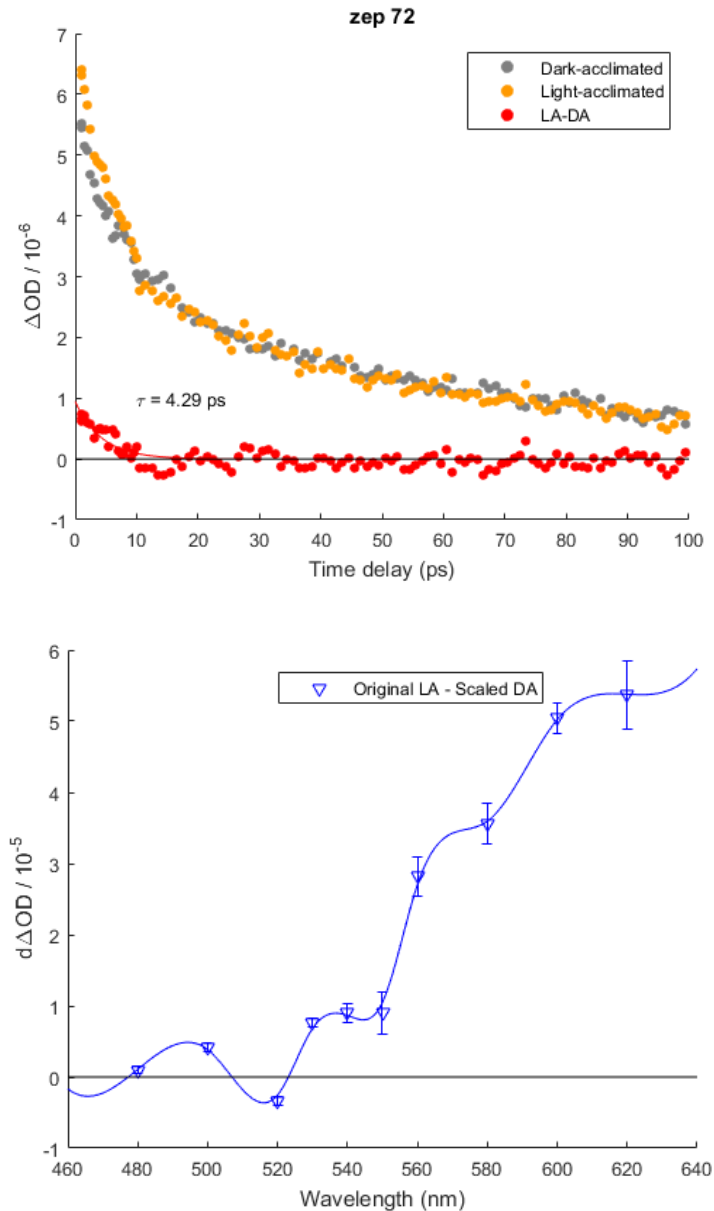 zep 72
7
6
5
4
3
2
1
0
-1
ΔOD / 10⁻⁶
Dark-acclimated
Light-acclimated
LA-DA
τ = 4.29 ps
0 10 20 30 40 50 60 70 80 90 100
Time delay (ps)
6
5
4
3
2
1
0
-1
dΔOD / 10⁻⁵
Original LA - Scaled DA
460 480 500 520 540 560 580 600 620 640
Wavelength (nm)